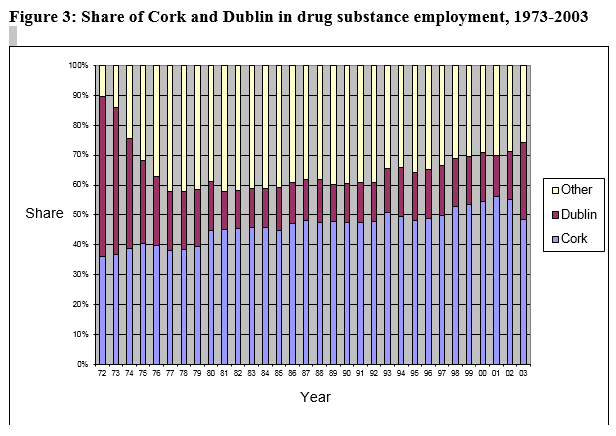 Figure 3: Share of Cork and Dublin in drug substance employment, 1973-2003
100%
90%
80%
70%
60%
50%
40%
30%
20%
10%
0%
Share
72 73 74 75 76 77 78 79 80 81 82 83 84 85 86 87 88 89 90 91 92 93 94 95 96 97 98 99 00 01 02 03
Year
Other
Dublin
Cork